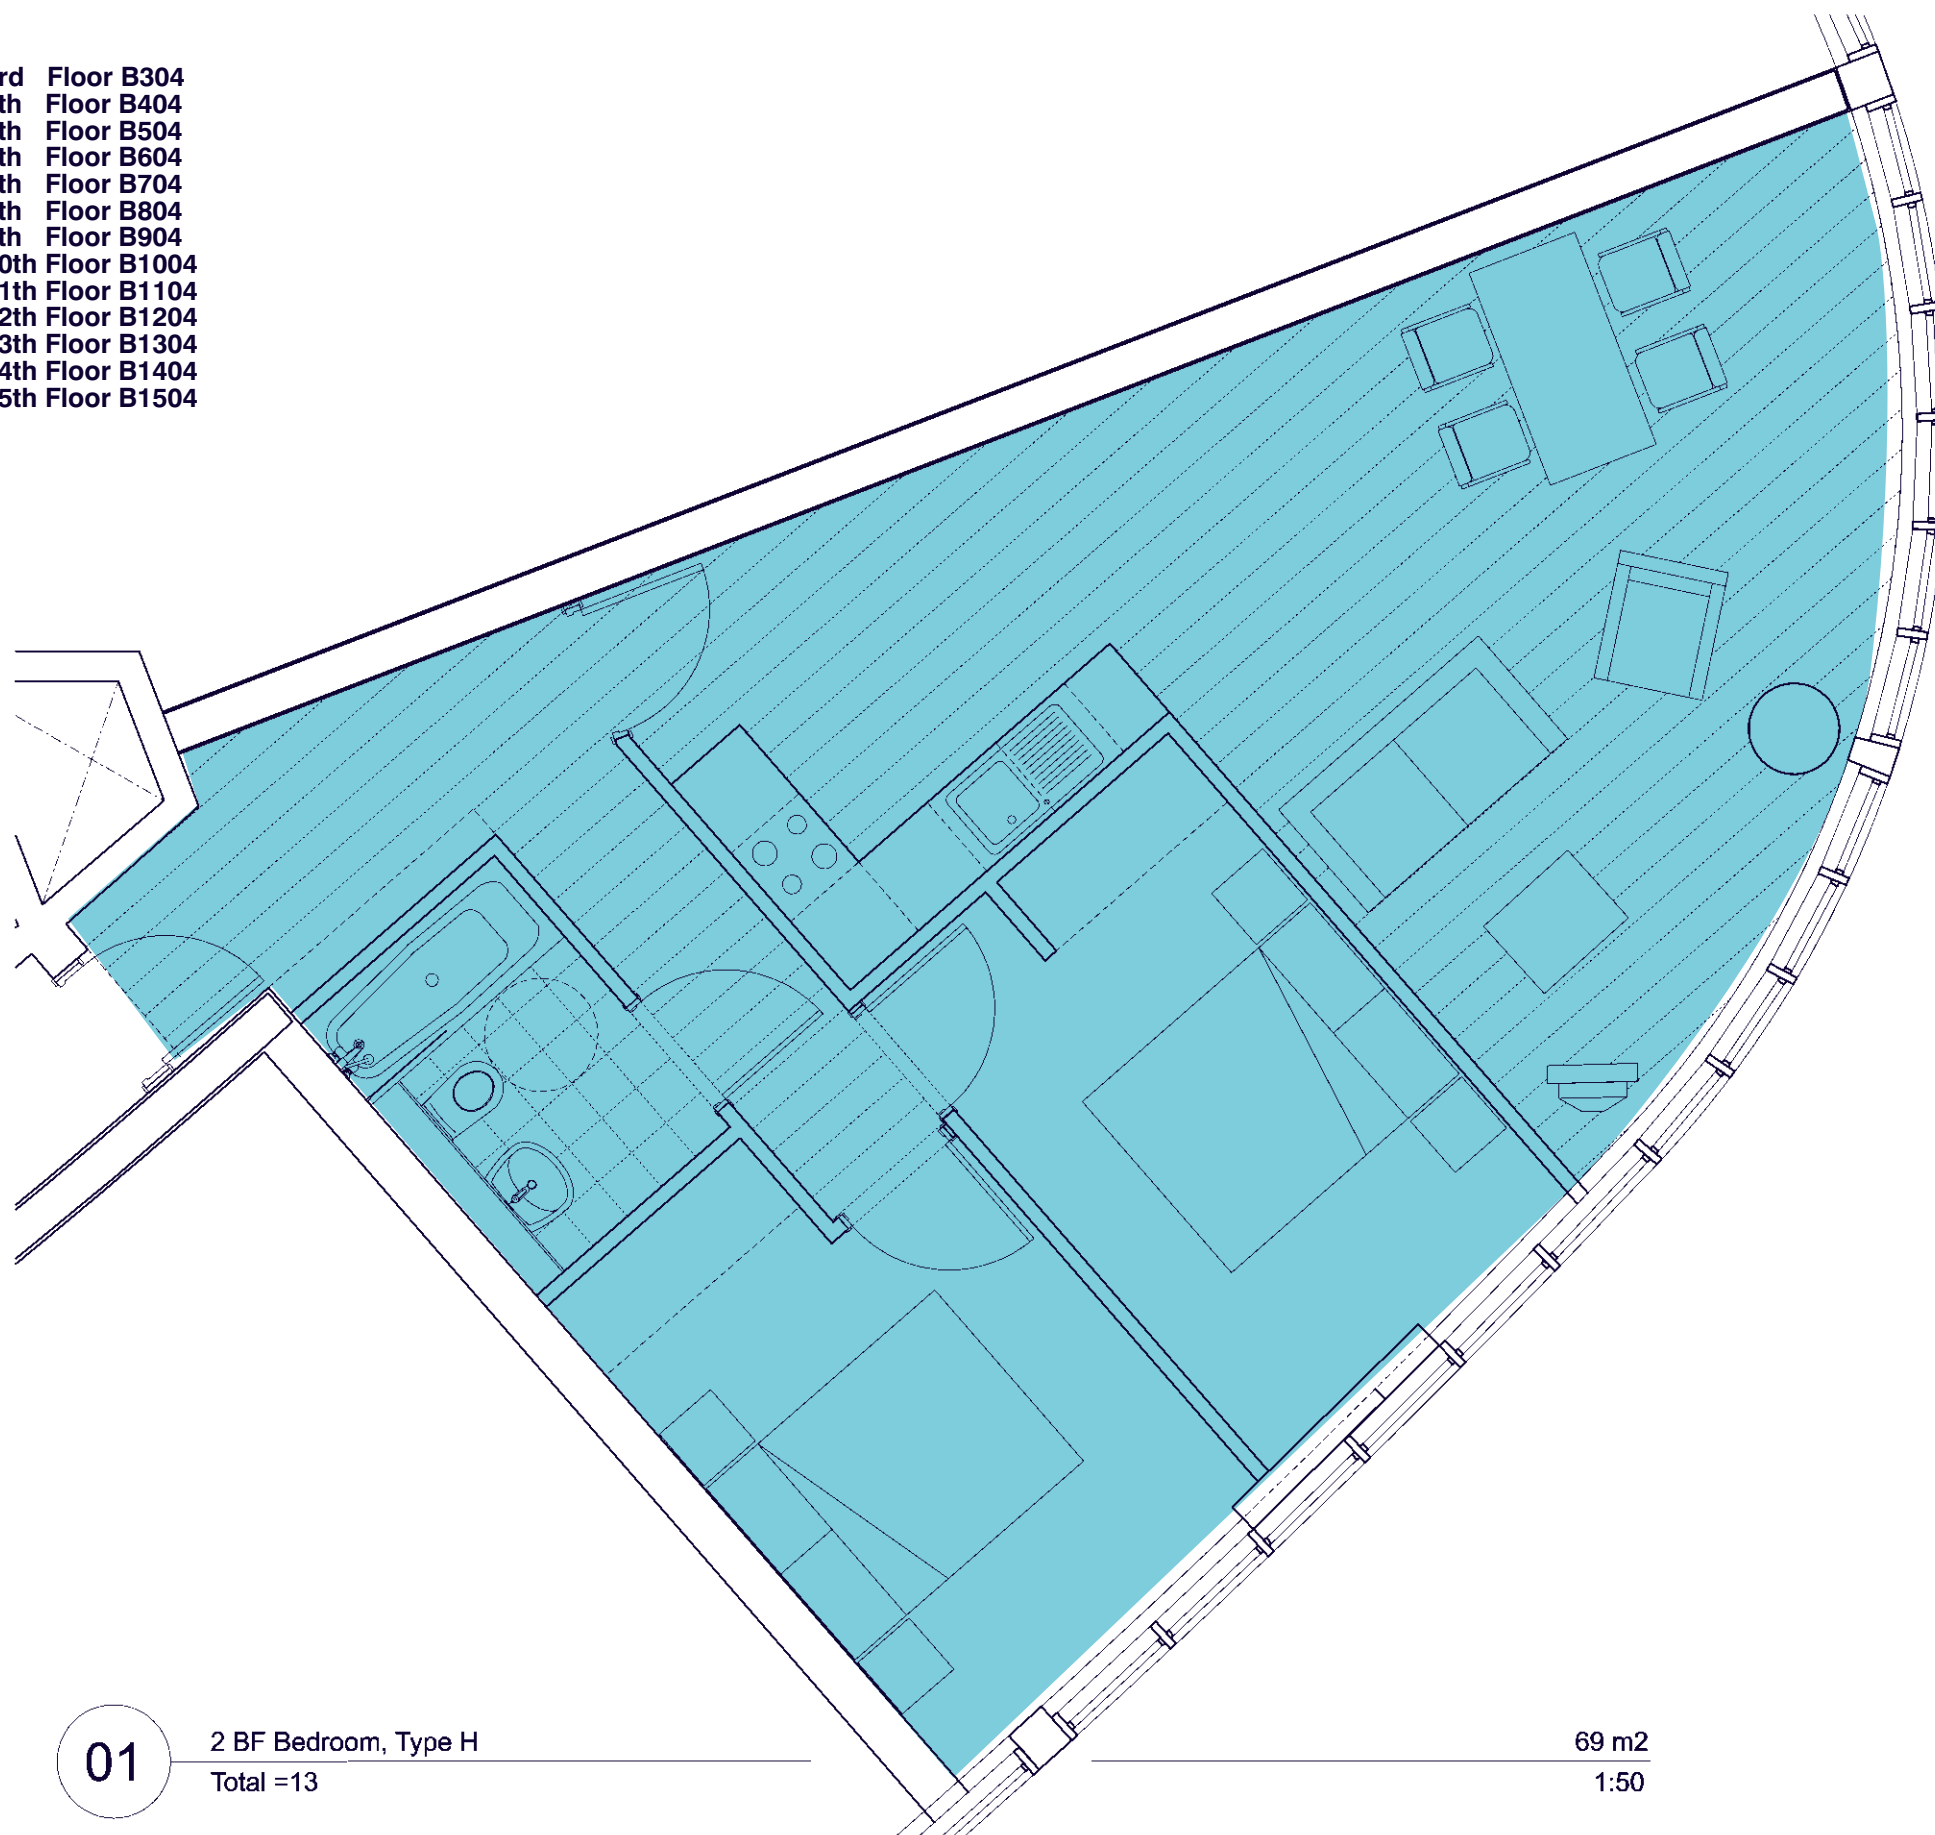 rd Floor B304
th Floor B404
th Floor B504
th Floor B604
th Floor B704
th Floor B804
th Floor B904
0th Floor B1004
1th Floor B1104
2th Floor B1204
3th Floor B1304
4th Floor B1404
5th Floor B1504
01
2 BF Bedroom, Type H
Total =13
69 m2
1:50